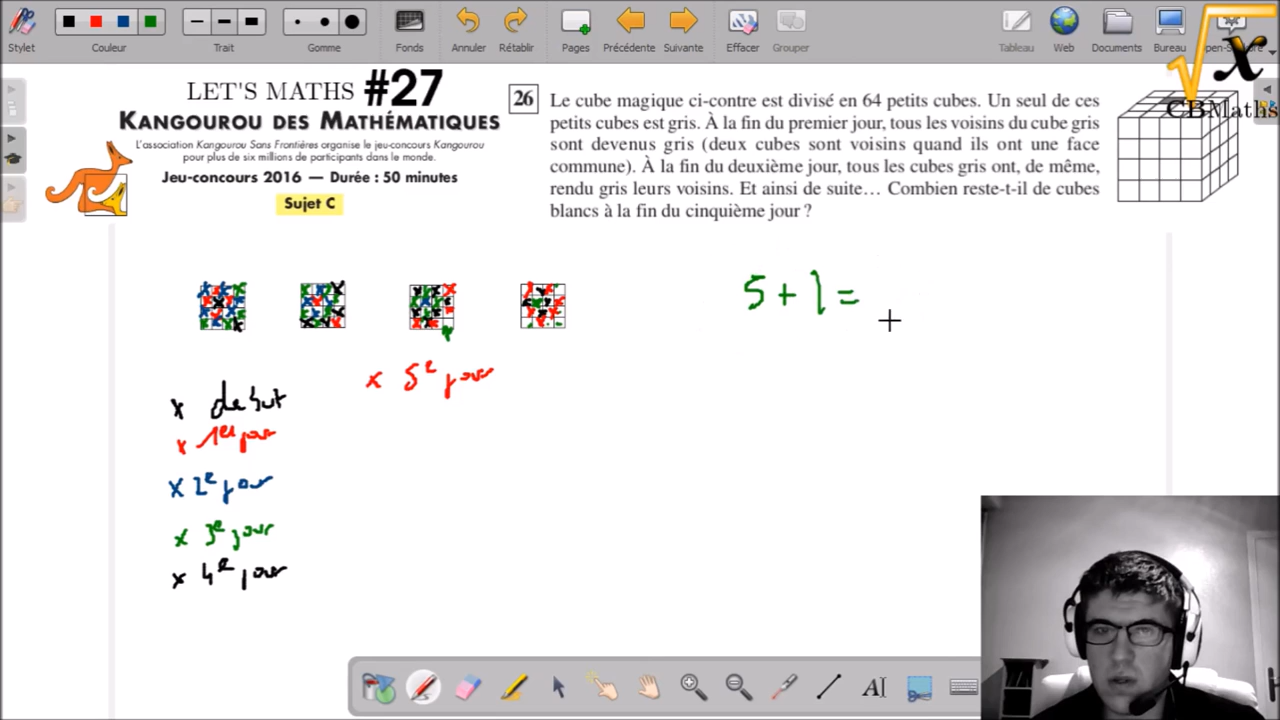 Stylet
Couleur
Trait
Gomme
Fonds
Annuler
Rétablir
Pages
Précédente
Suivante
Effacer
Grouper
Tableau
Web
Documents
Bureau
CBMaths
LET'S MATHS #27
KANGOUROU DES MATHÉMATIQUES
L'association Kangourou Sans Frontières organise le jeu-concours Kangourou
pour plus de six millions de participants dans le monde.
Jeu-concours 2016 — Durée : 50 minutes
Sujet C
26
Le cube magique ci-contre est divisé en 64 petits cubes. Un seul de ces
petits cubes est gris. À la fin du premier jour, tous les voisins du cube gris
sont devenus gris (deux cubes sont voisins quand ils ont une face
commune). À la fin du deuxième jour, tous les cubes gris ont, de même,
rendu gris leurs voisins. Et ainsi de suite… Combien reste-t-il de cubes
blancs à la fin du cinquième jour ?
5 + 1 =
x 5e jour
x debut
x 1er jour
x 2e jour
x 3e jour
x 4e jour
AI